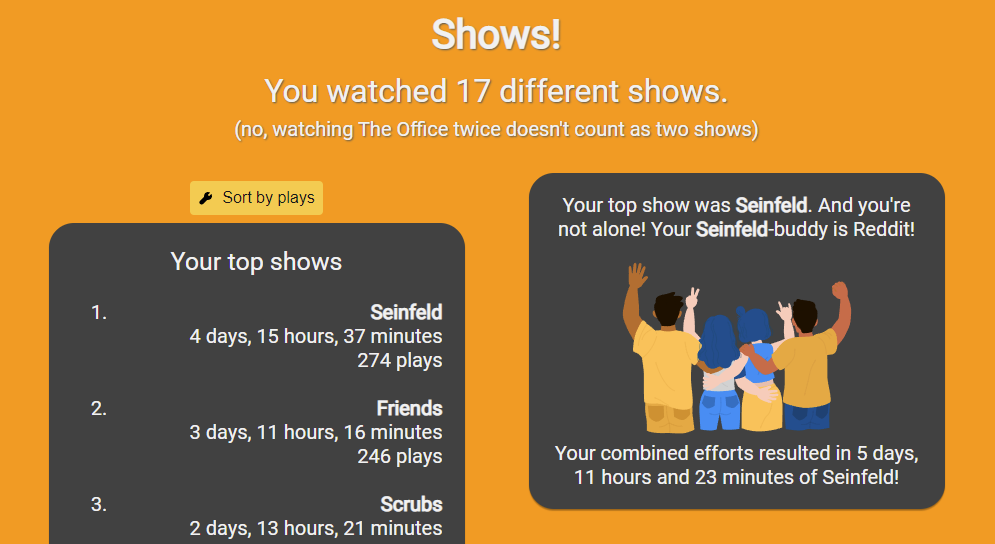 Shows!
You watched 17 different shows.
(no, watching The Office twice doesn't count as two shows)
Sort by plays
Your top shows
1. Seinfeld
4 days, 15 hours, 37 minutes
274 plays
2. Friends
3 days, 11 hours, 16 minutes
246 plays
3. Scrubs
2 days, 13 hours, 21 minutes
Your top show was Seinfeld. And you're
not alone! Your Seinfeld-buddy is Reddit!
Your combined efforts resulted in 5 days,
11 hours and 23 minutes of Seinfeld!